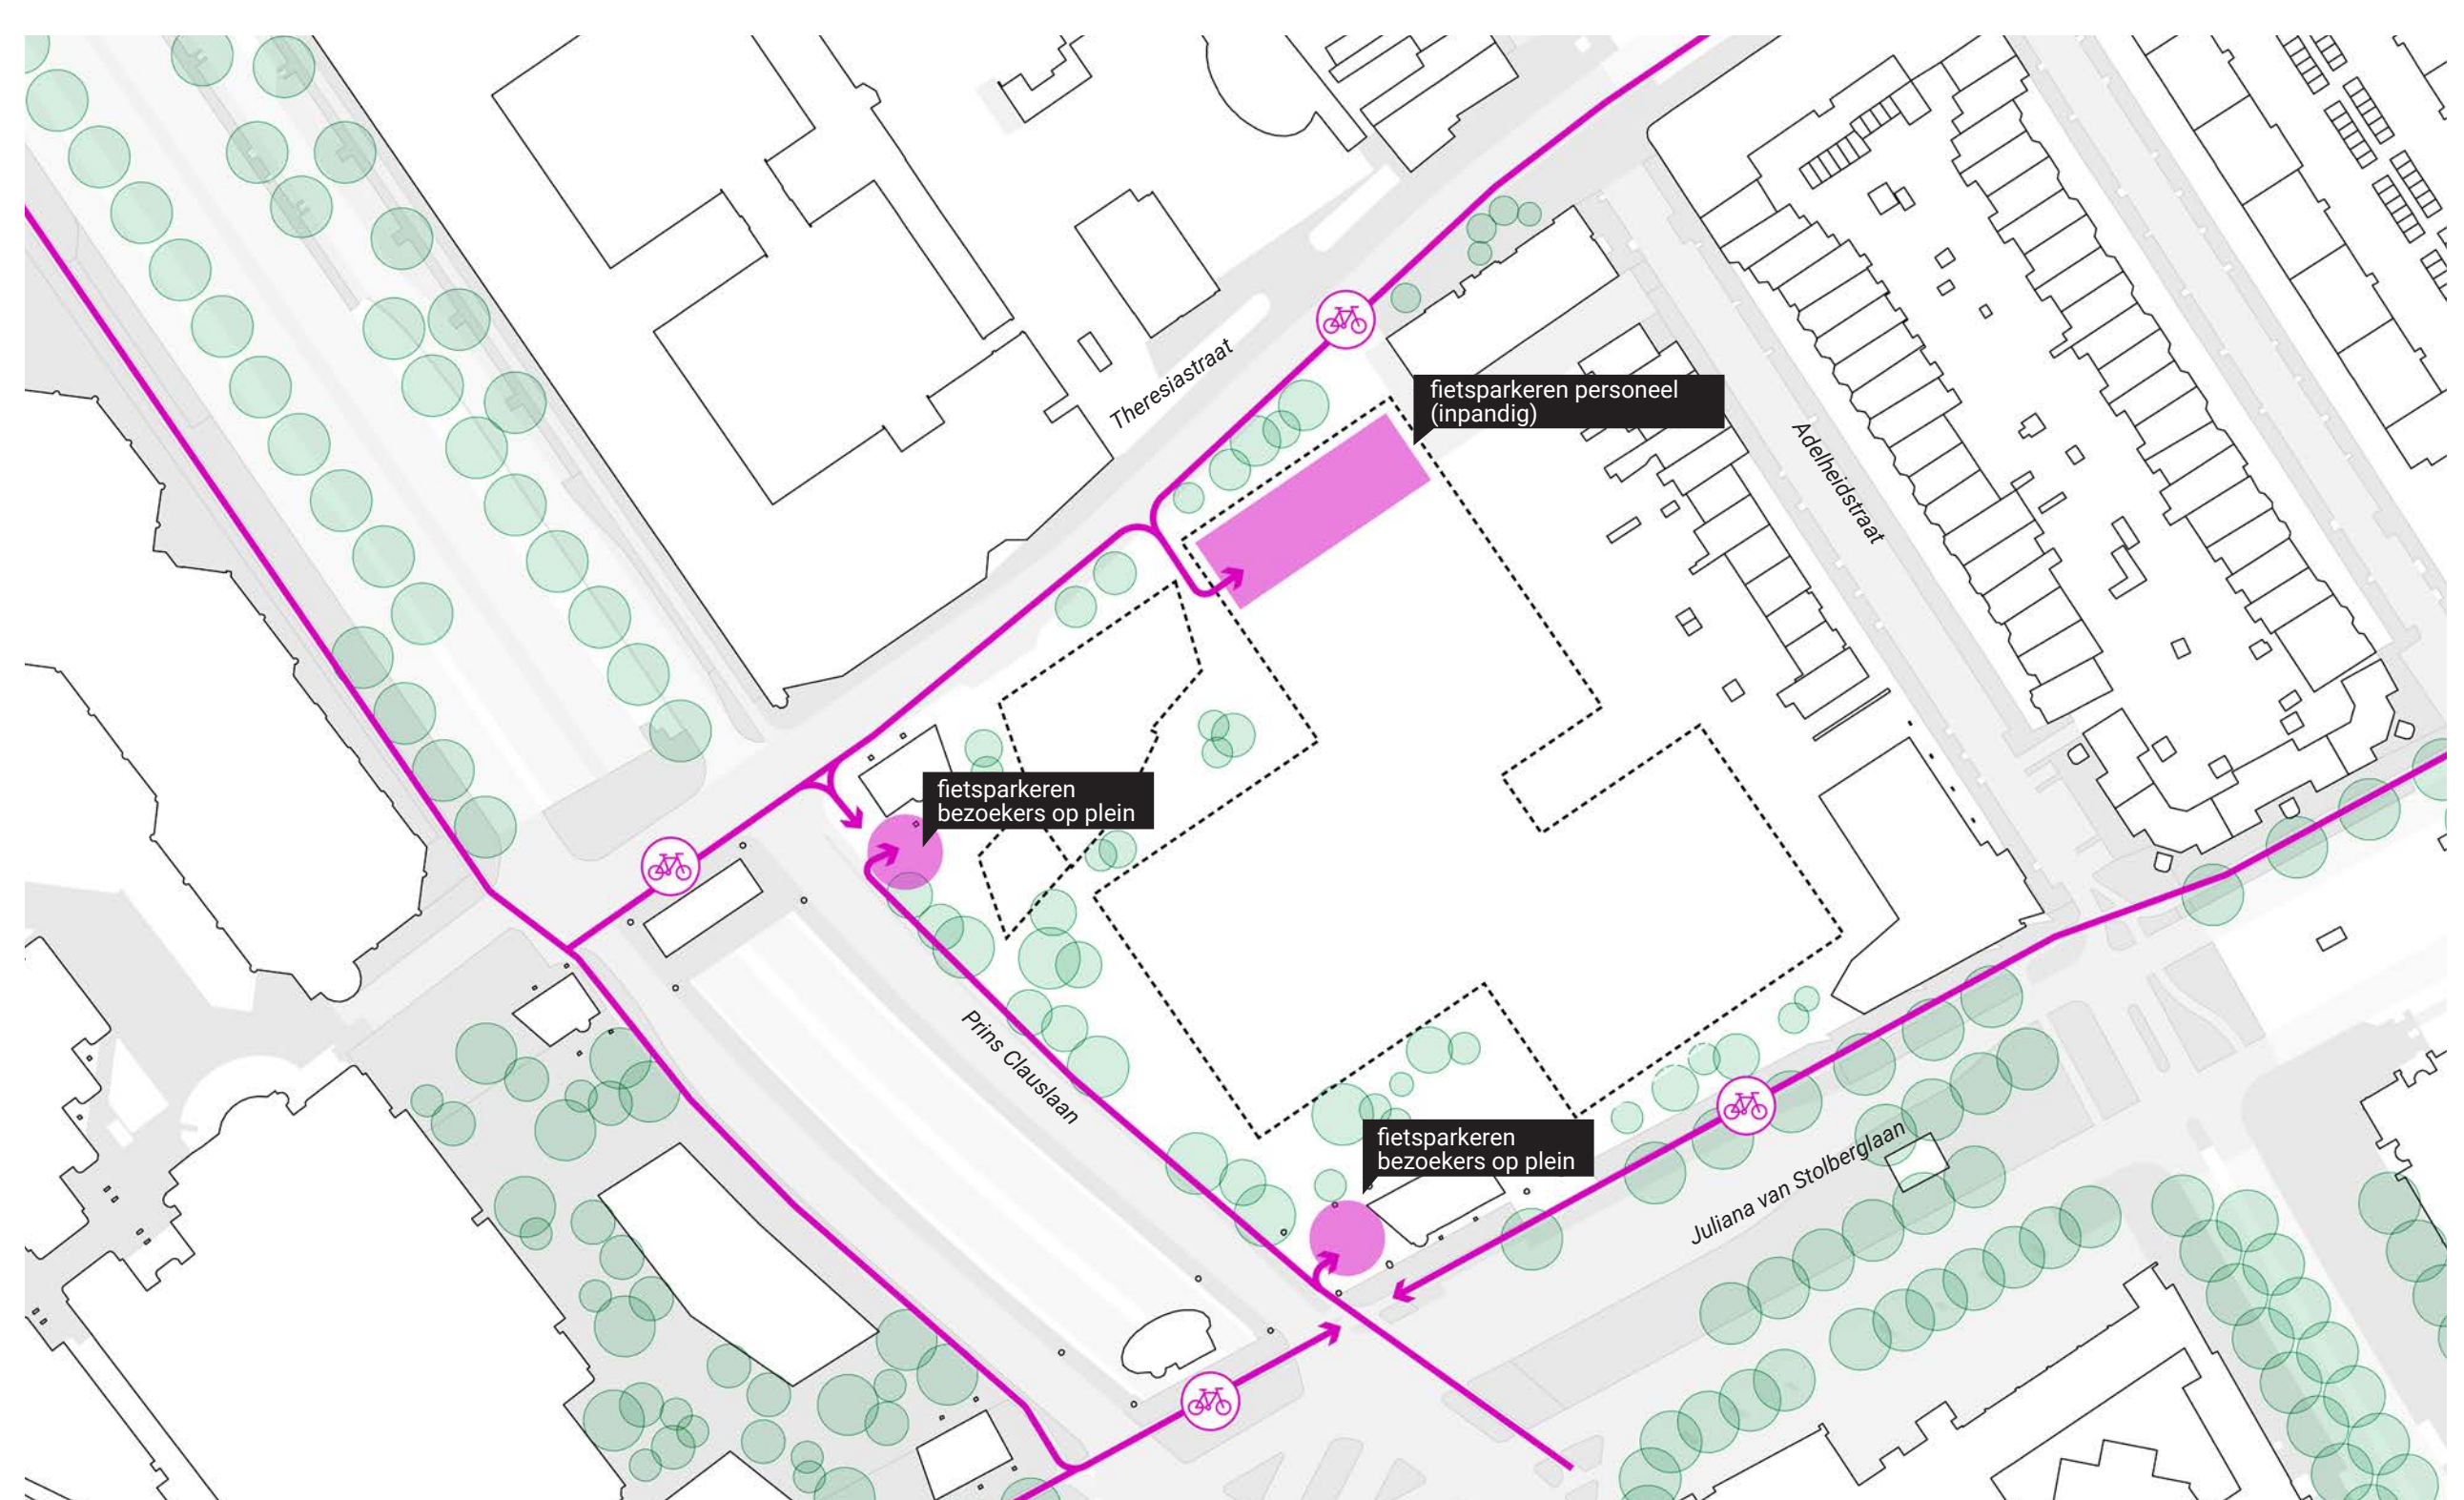 Theresiastraat
fietsparkeren personeel
(inpandig)
Adelheidstraat
fietsparkeren
bezoekers op plein
Prins Clauslaan
fietsparkeren
bezoekers op plein
Juliana van Stolberglaan